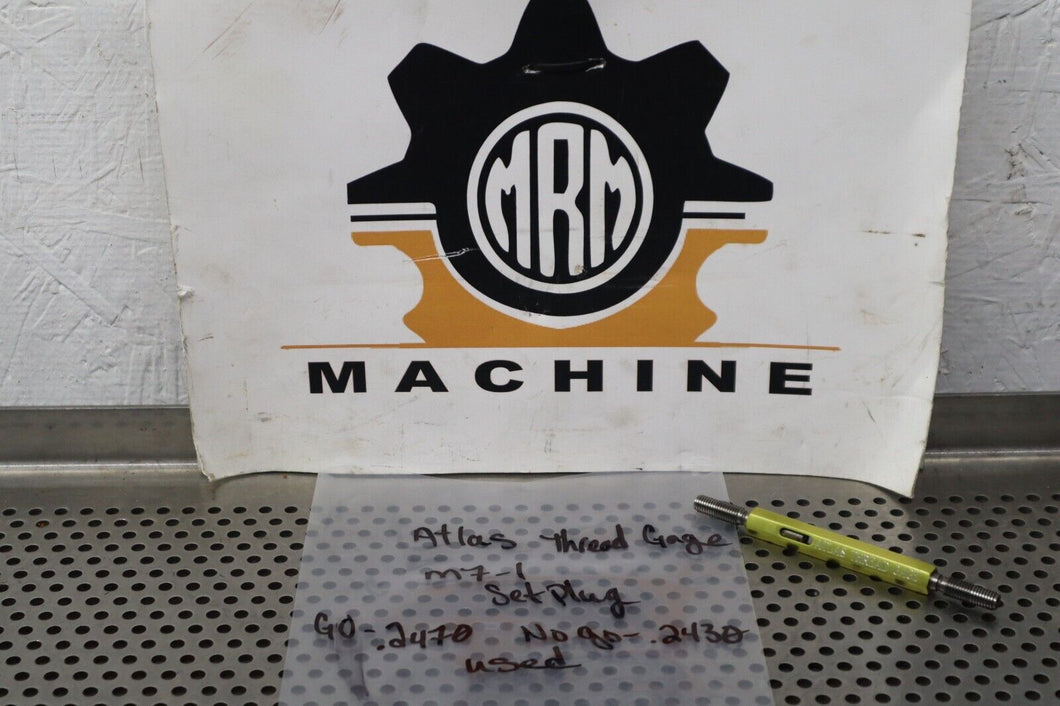 MRM
MACHINE
Atlas Thread Gage
M7-1
Set Plug
GO-.2470 No go-.2430
used